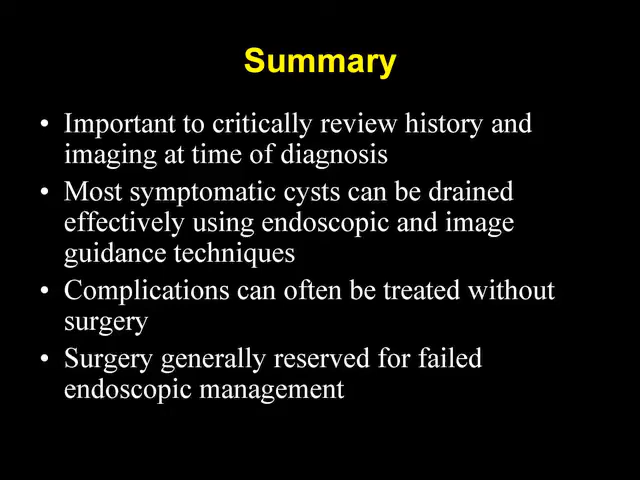 Summary
• Important to critically review history and
imaging at time of diagnosis
• Most symptomatic cysts can be drained
effectively using endoscopic and image
guidance techniques
• Complications can often be treated without
surgery
• Surgery generally reserved for failed
endoscopic management